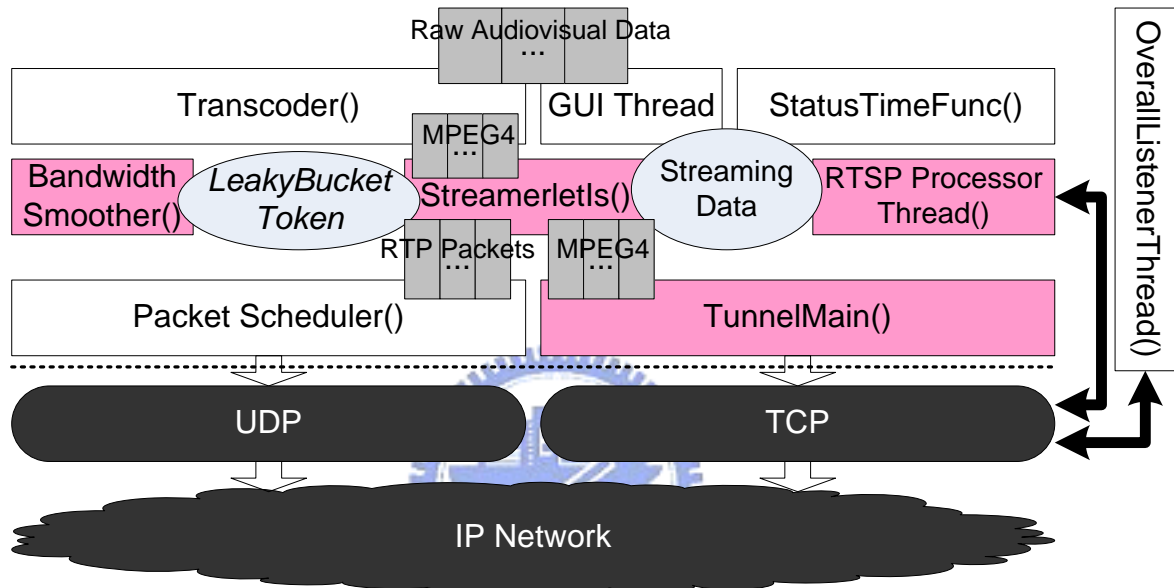 Raw Audiovisual Data
...
Transcoder()
GUI Thread
StatusTimeFunc()
OverallListenerThread()
MPEG4
...
Bandwidth
Smoother()
LeakyBucket
Token
StreamerletIs()
Streaming
Data
RTSP Processor
Thread()
RTP Packets
...
MPEG4
...
Packet Scheduler()
TunnelMain()
UDP
TCP
IP Network